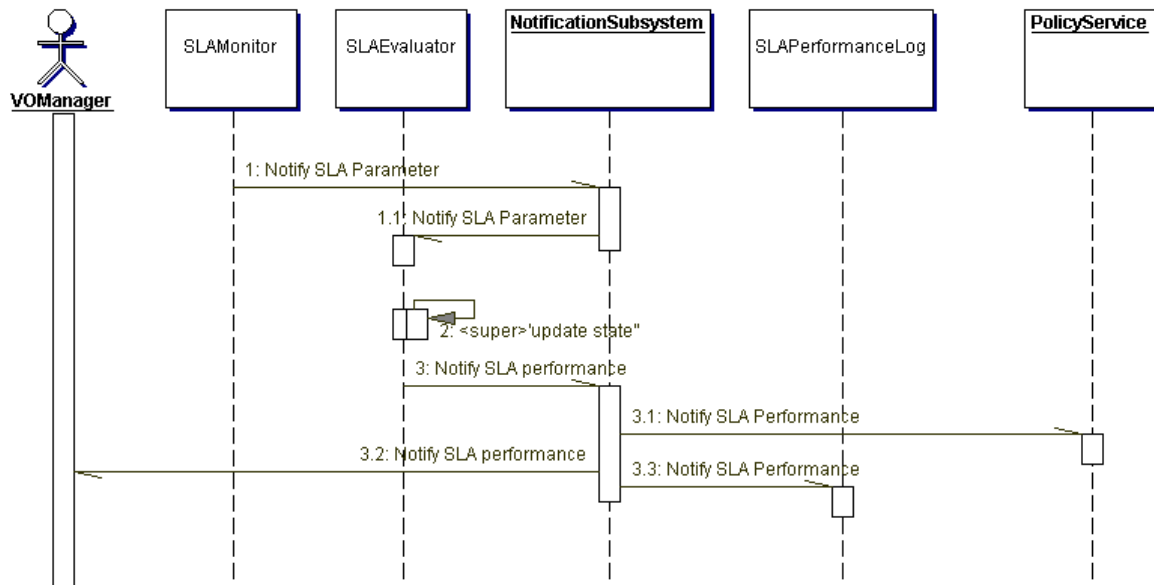 NotificationSubsystem
PolicyService
SLAMonitor
SLAEvaluator
SLAPerformanceLog
VOManager
1: Notify SLA Parameter
1.1: Notify SLA Parameter
2: <super>'update state"
3: Notify SLA performance
3.1: Notify SLA Performance
3.2: Notify SLA performance
3.3: Notify SLA Performance